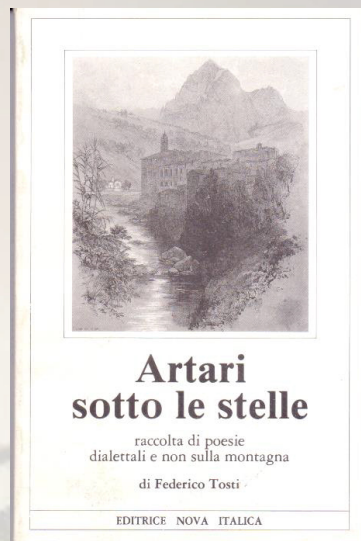 Artari
sotto le stelle
raccolta di poesie
dialettali e non sulla montagna
di Federico Tosti
EDITRICE NOVA ITALICA